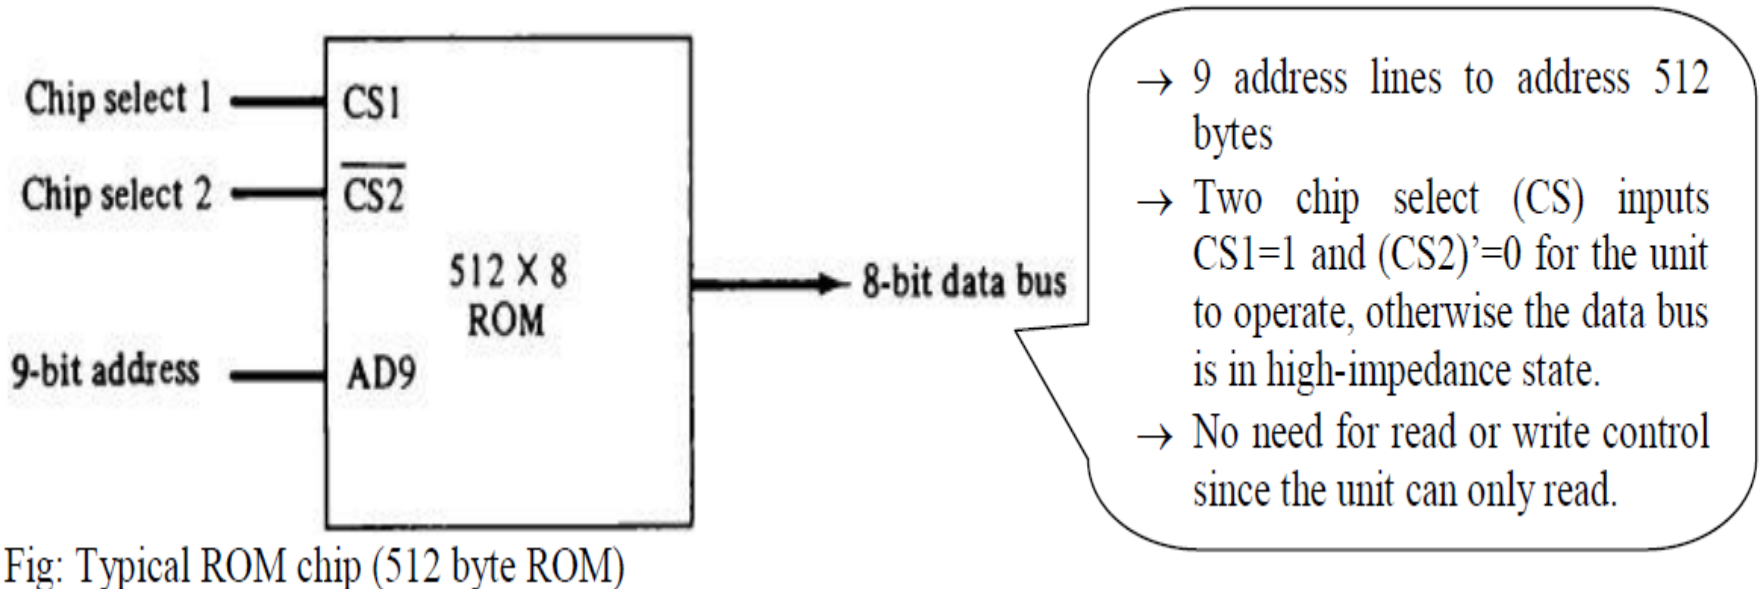 Chip select 1
CS1
Chip select 2
C̅S̅2̅
512 X 8
ROM
8-bit data bus
9-bit address
AD9
→ 9 address lines to address 512
bytes
→ Two chip select (CS) inputs
CS1=1 and (CS2)’=0 for the unit
to operate, otherwise the data bus
is in high-impedance state.
→ No need for read or write control
since the unit can only read.
Fig: Typical ROM chip (512 byte ROM)